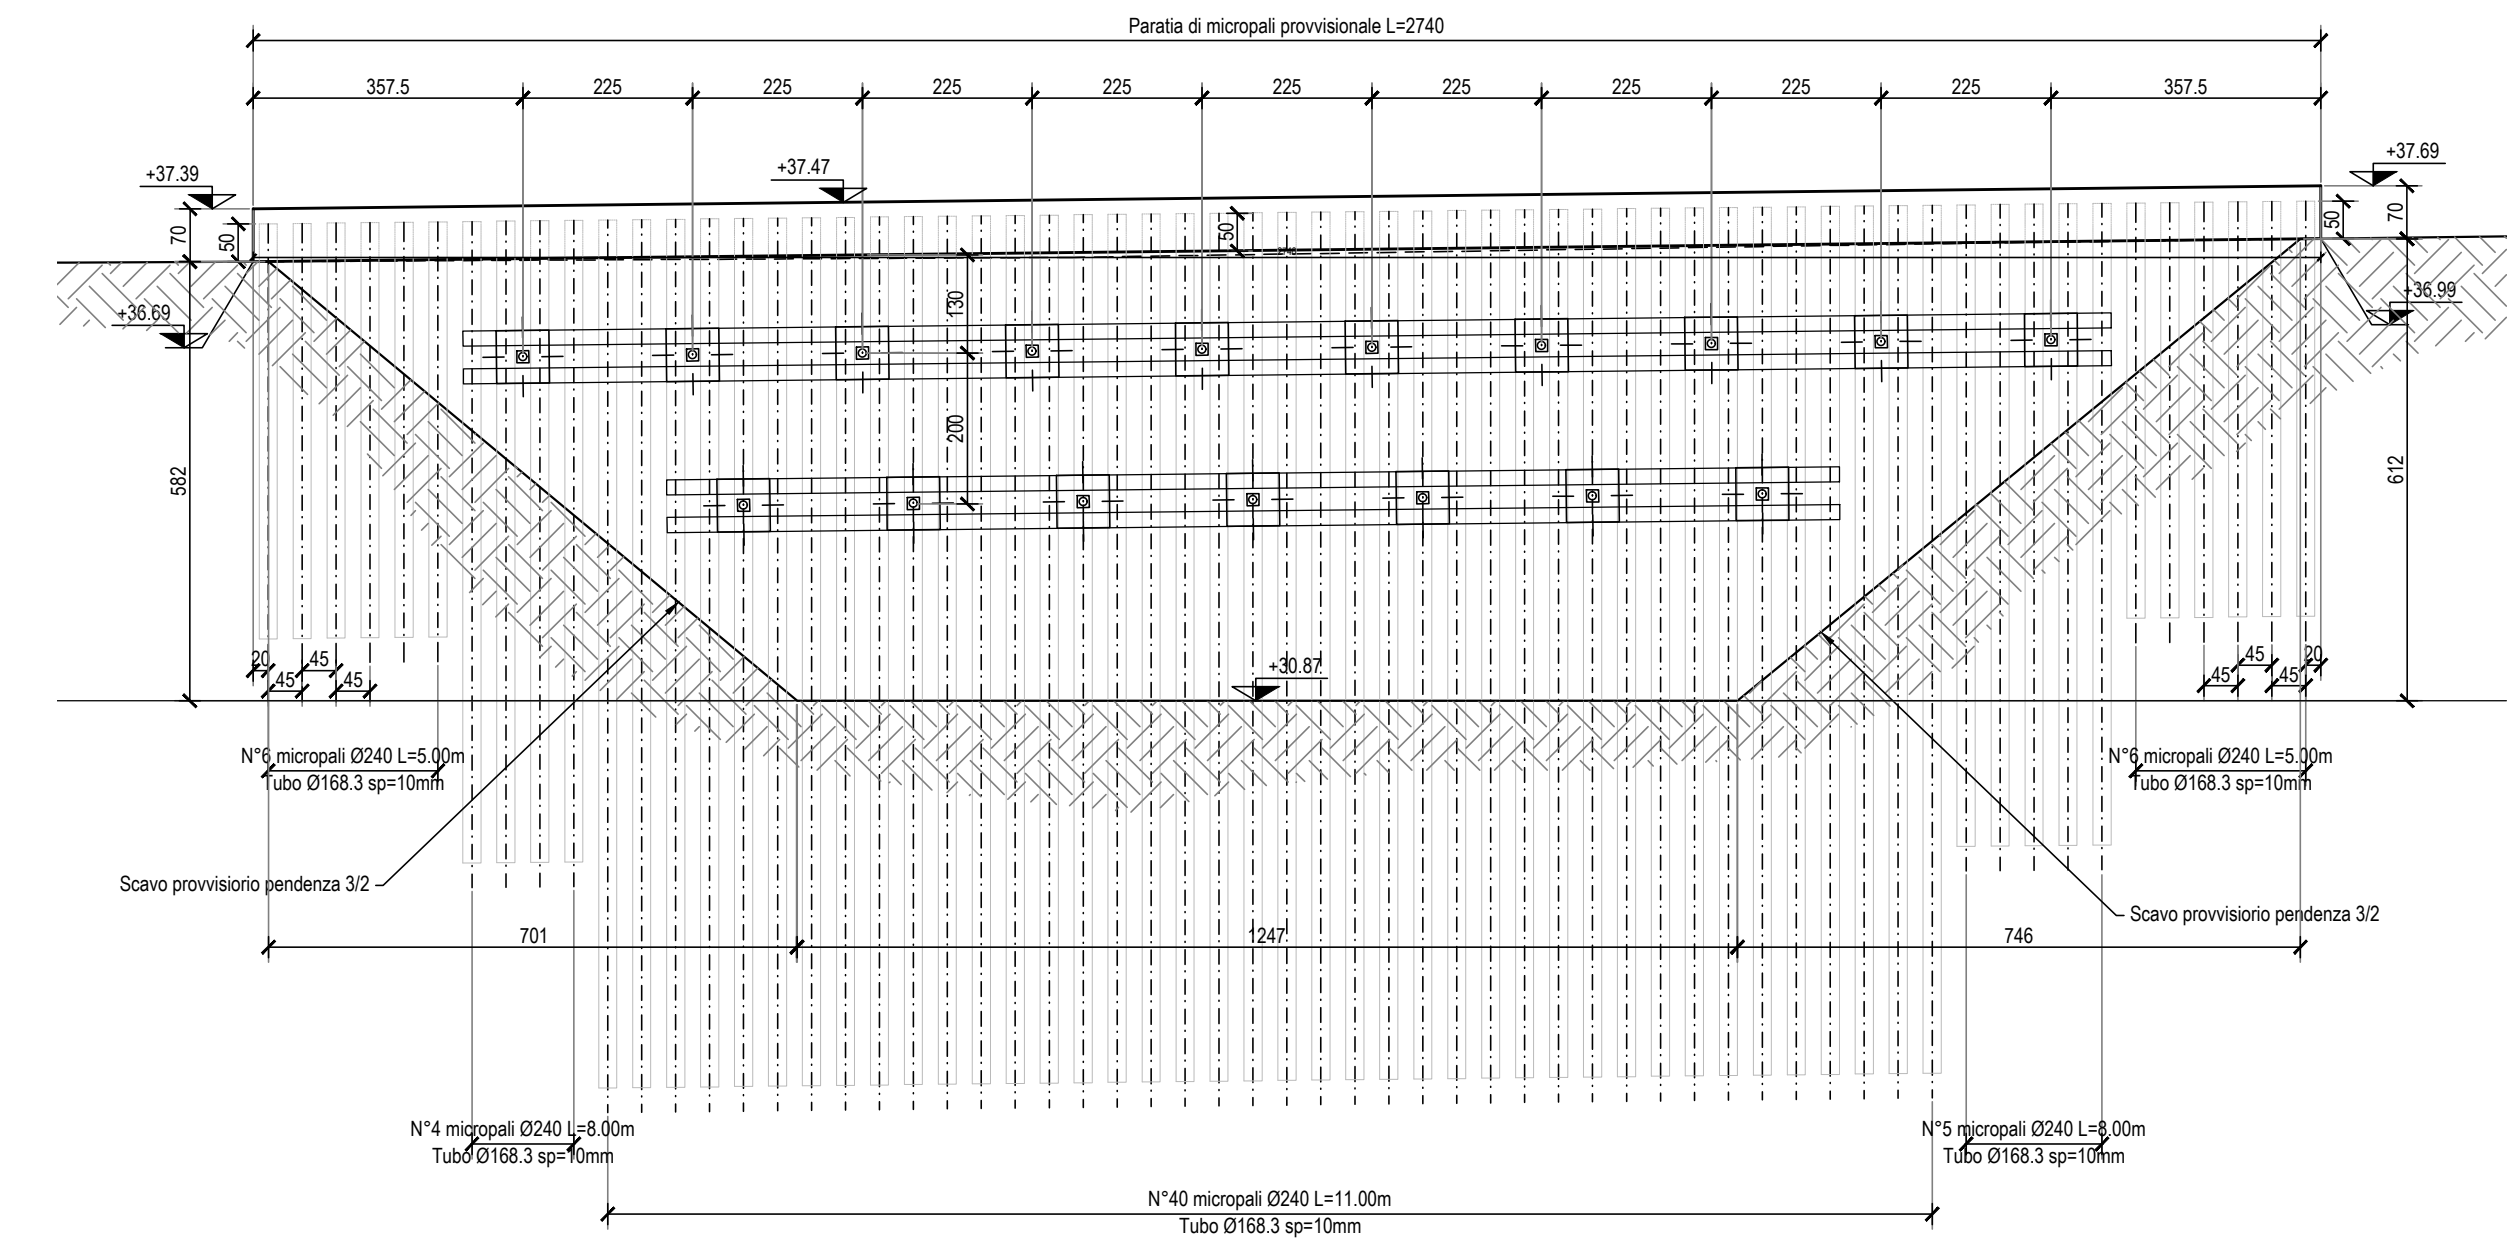 Paratia di micropali provvisionale L=2740
357.5 225 225 225 225 225 225 225 225 225 357.5
+37.39
+37.47
+37.69
70
50
50
50
70
+36.69
130
+36.99
200
582
612
20
45
45
45
+30.87
45
45
45
20
N°6 micropali Ø240 L=5.00m
Tubo Ø168.3 sp=10mm
N°6 micropali Ø240 L=5.00m
Tubo Ø168.3 sp=10mm
Scavo provvisiorio pendenza 3/2
Scavo provvisiorio pendenza 3/2
701 1247 746
N°4 micropali Ø240 L=8.00m
Tubo Ø168.3 sp=10mm
N°5 micropali Ø240 L=8.00m
Tubo Ø168.3 sp=10mm
N°40 micropali Ø240 L=11.00m
Tubo Ø168.3 sp=10mm